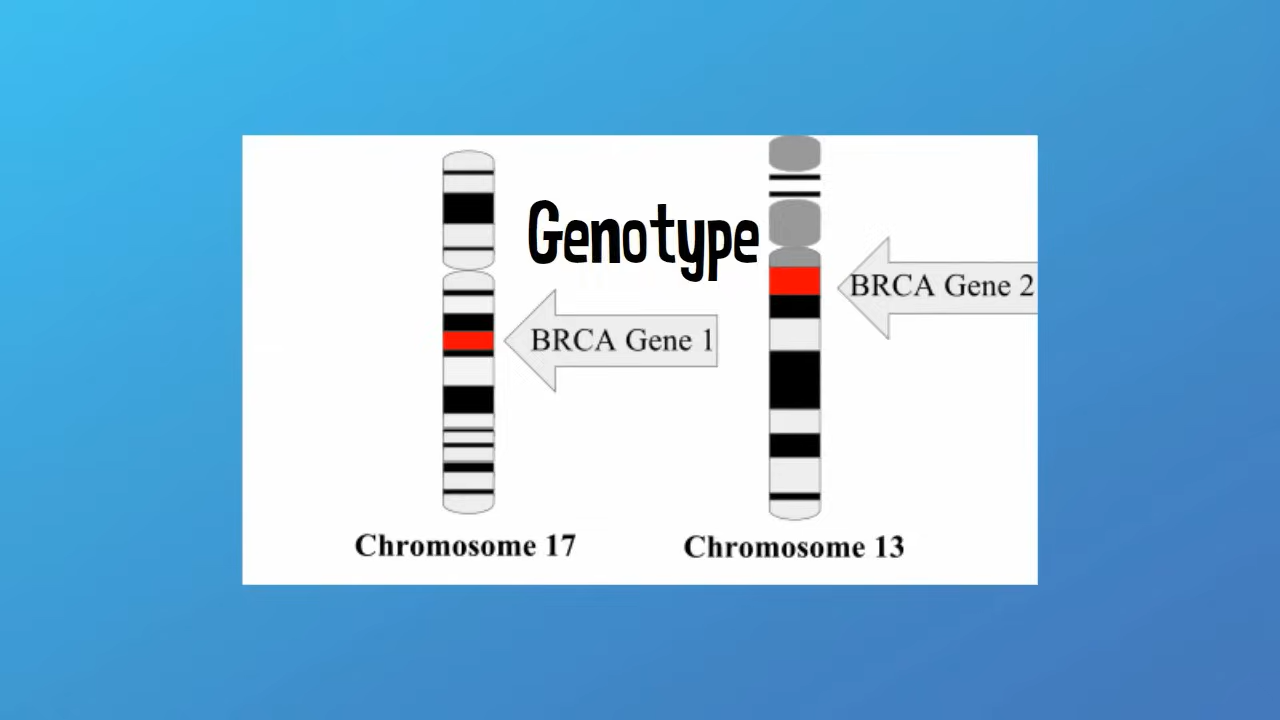 Genotype
BRCA Gene 2
BRCA Gene 1
Chromosome 17
Chromosome 13